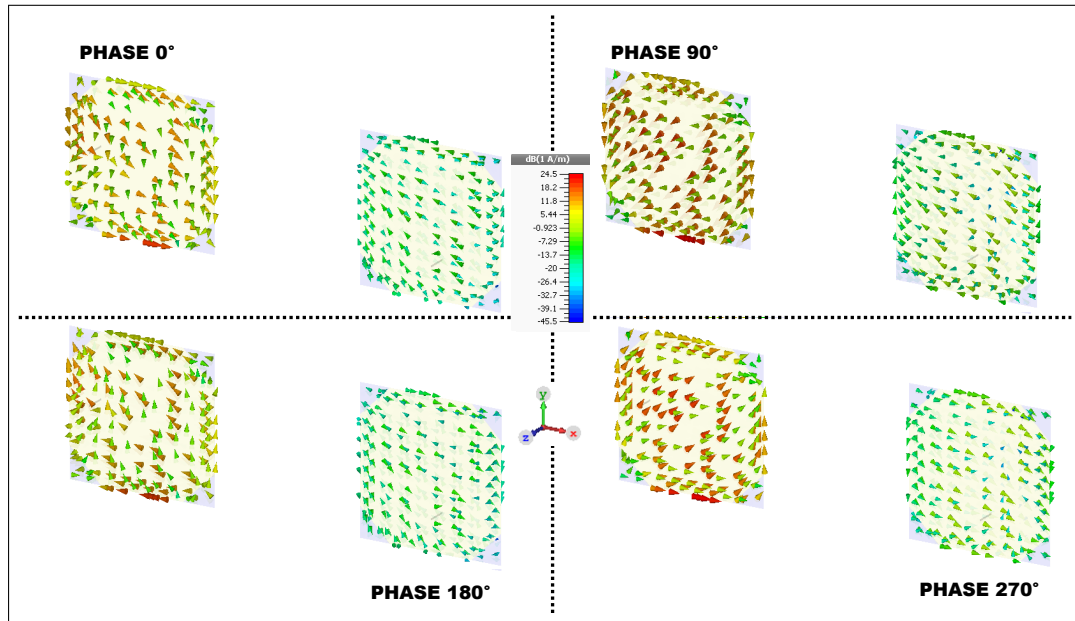 PHASE 0°
PHASE 90°
dB(1 A/m)
24.5
18.2
11.8
5.44
-0.923
-7.29
-13.7
-20
-26.4
-32.7
-39.1
-45.5
y
z
x
PHASE 180°
PHASE 270°